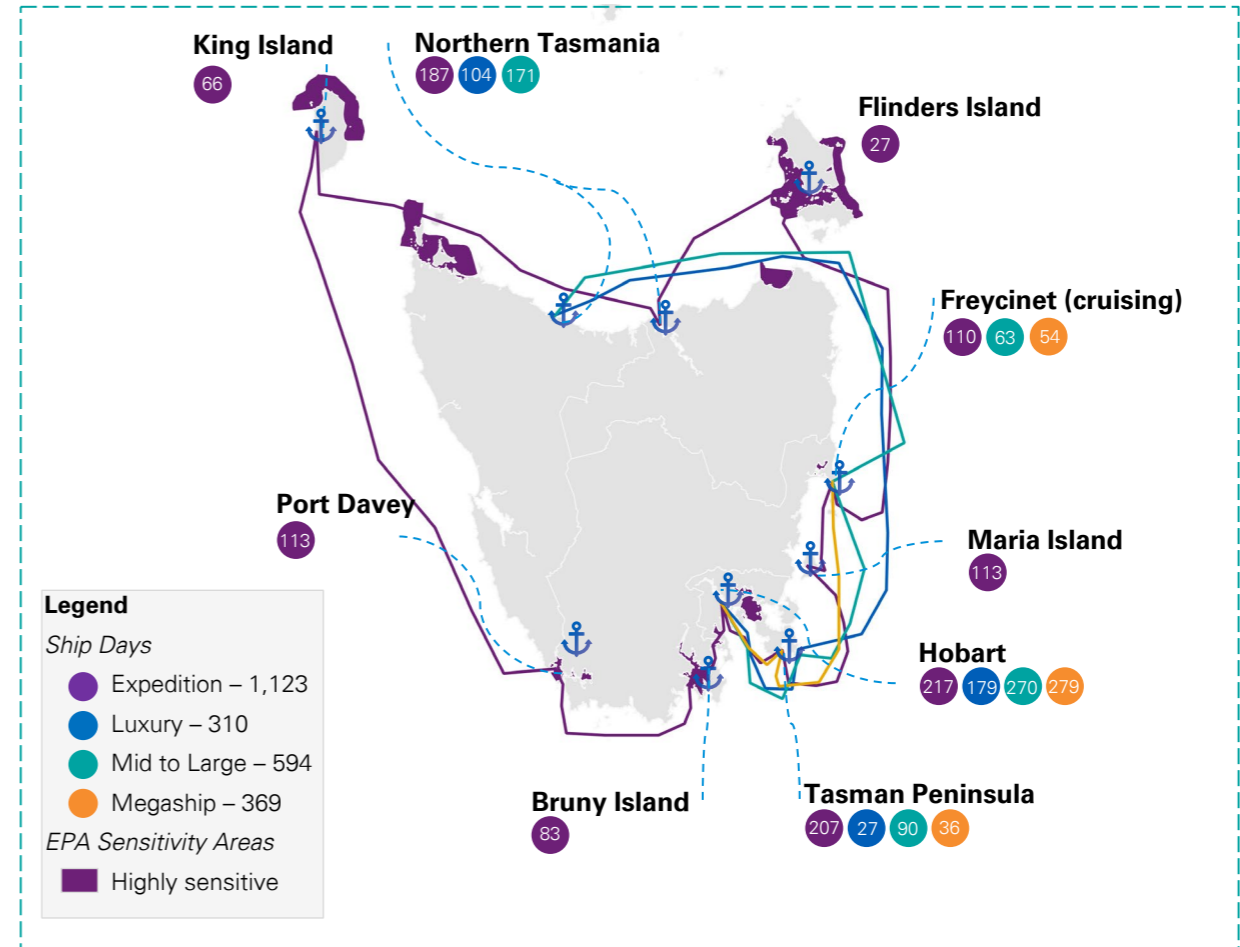 King Island
66
Northern Tasmania
187 104 171
Flinders Island
27
Freycinet (cruising)
110 63 54
Port Davey
113
Maria Island
113
Hobart
217 179 270 279
Bruny Island
83
Tasman Peninsula
207 27 90 36
Legend
Ship Days
Expedition – 1,123
Luxury – 310
Mid to Large – 594
Megaship – 369
EPA Sensitivity Areas
Highly sensitive